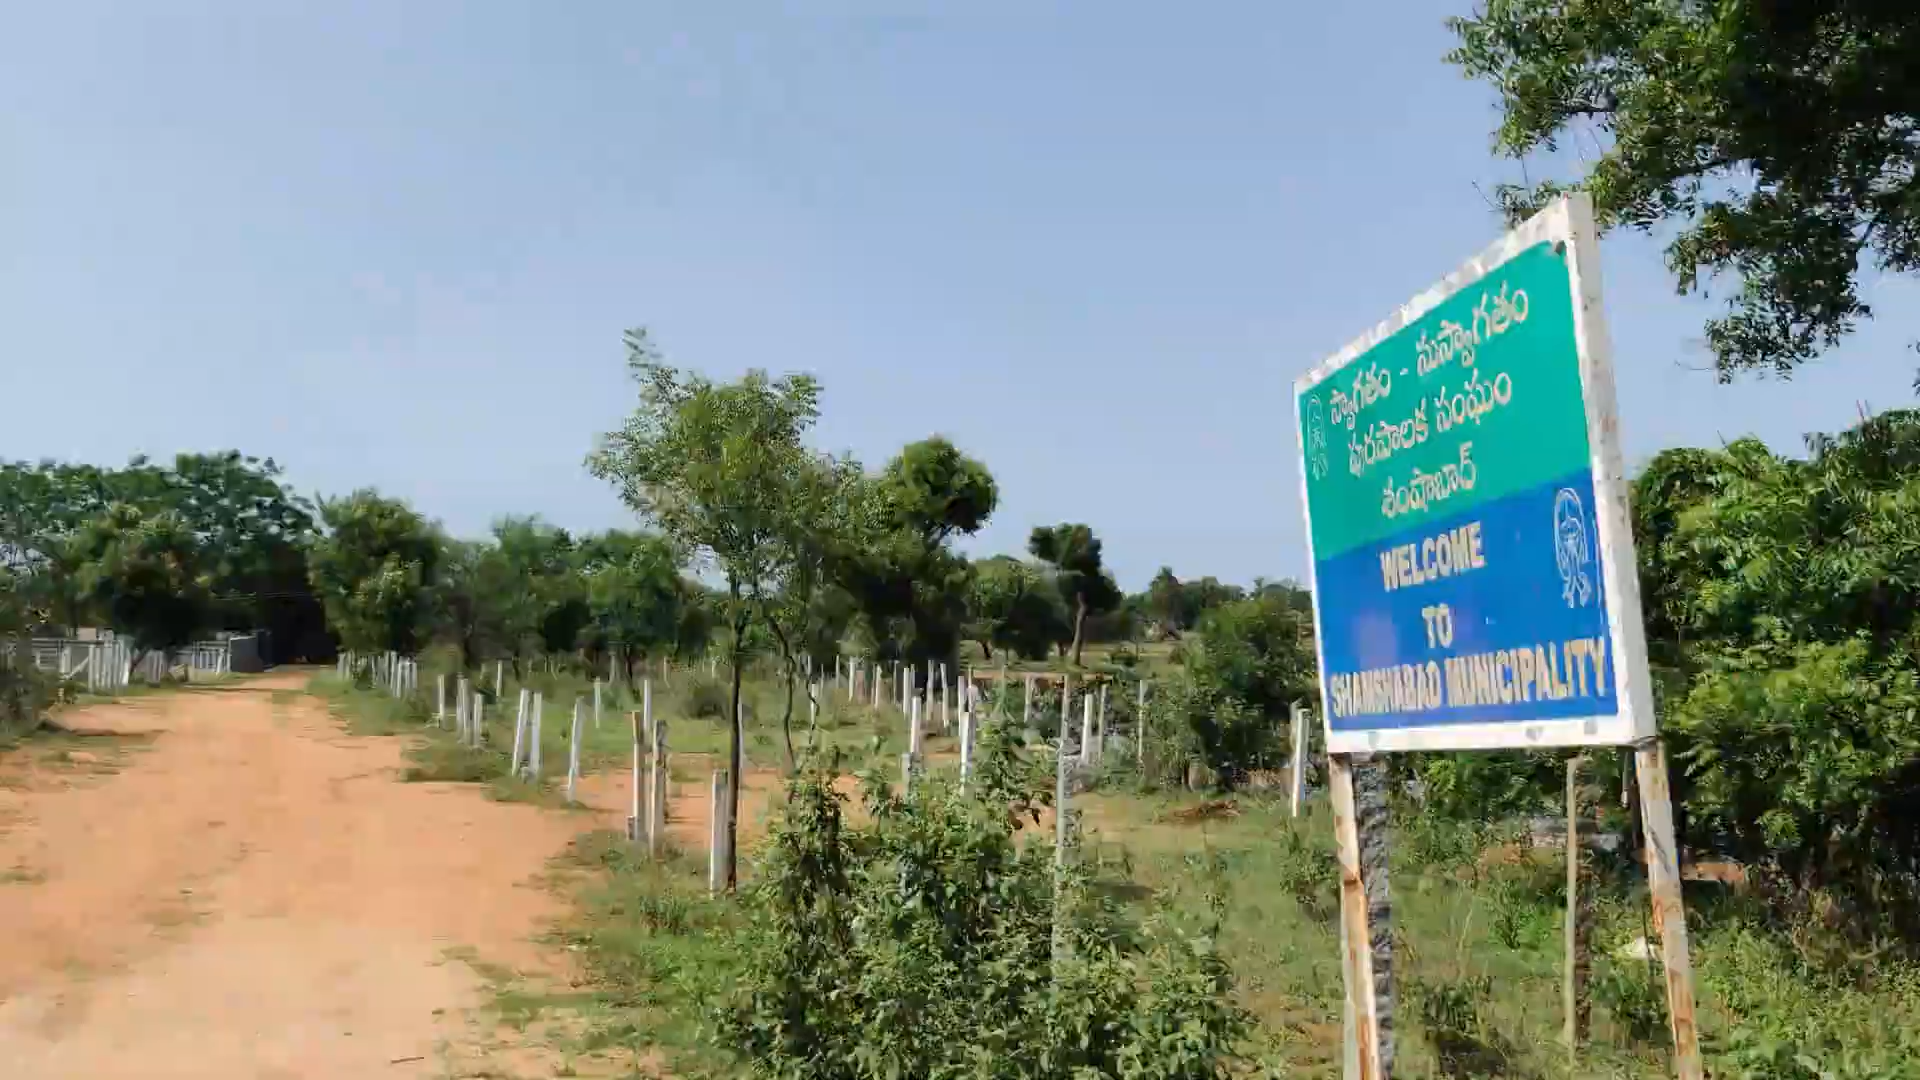 స్వాగతం - సుస్వాగతం
పురపాలక సంఘం
శంషాబాద్
WELCOME
TO
SHAMSHABAD MUNICIPALITY